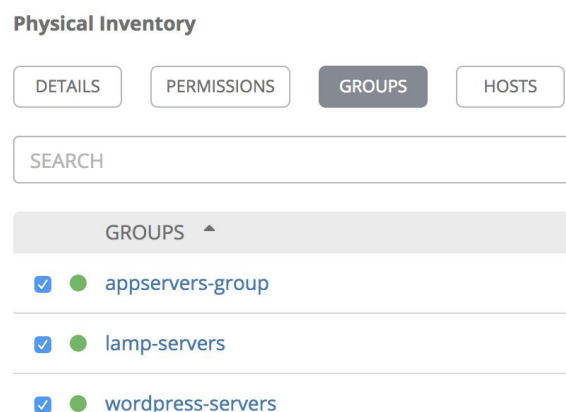 Physical Inventory
DETAILS PERMISSIONS GROUPS HOSTS
SEARCH
GROUPS
appservers-group
lamp-servers
wordpress-servers